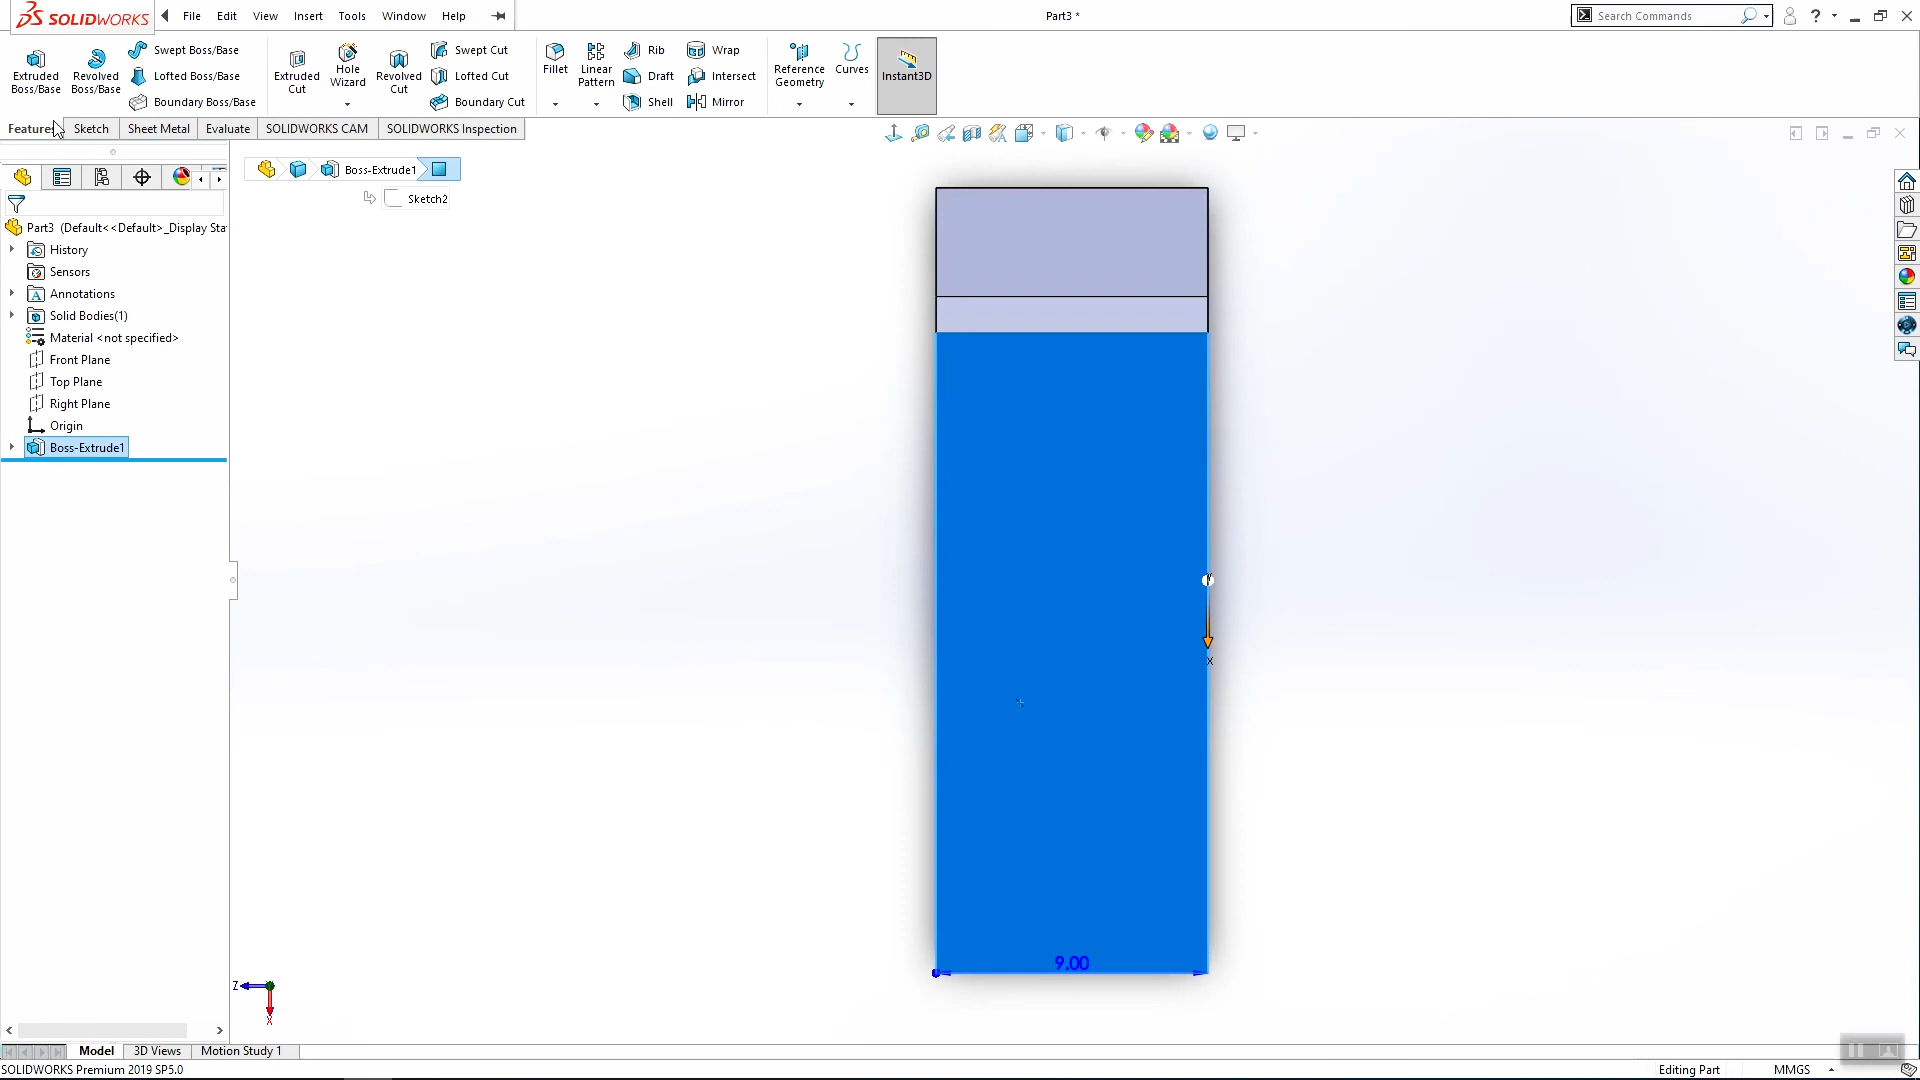 SOLIDWORKS File Edit View Insert Tools Window Help Part3 * Search Commands
Extruded Boss/Base
Revolved Boss/Base
Swept Boss/Base
Lofted Boss/Base
Boundary Boss/Base
Extruded Cut
Hole Wizard
Revolved Cut
Swept Cut
Lofted Cut
Boundary Cut
Fillet
Linear Pattern
Rib
Draft
Shell
Wrap
Intersect
Mirror
Reference Geometry
Curves
Instant3D
Features Sketch Sheet Metal Evaluate SOLIDWORKS CAM SOLIDWORKS Inspection
Boss-Extrude1
Sketch2
Part3 (Default<<Default>_Display Sta
History
Sensors
Annotations
Solid Bodies(1)
Material <not specified>
Front Plane
Top Plane
Right Plane
Origin
Boss-Extrude1
X
9.00
Z
X
Model 3D Views Motion Study 1
SOLIDWORKS Premium 2019 SP5.0 Editing Part MMGS